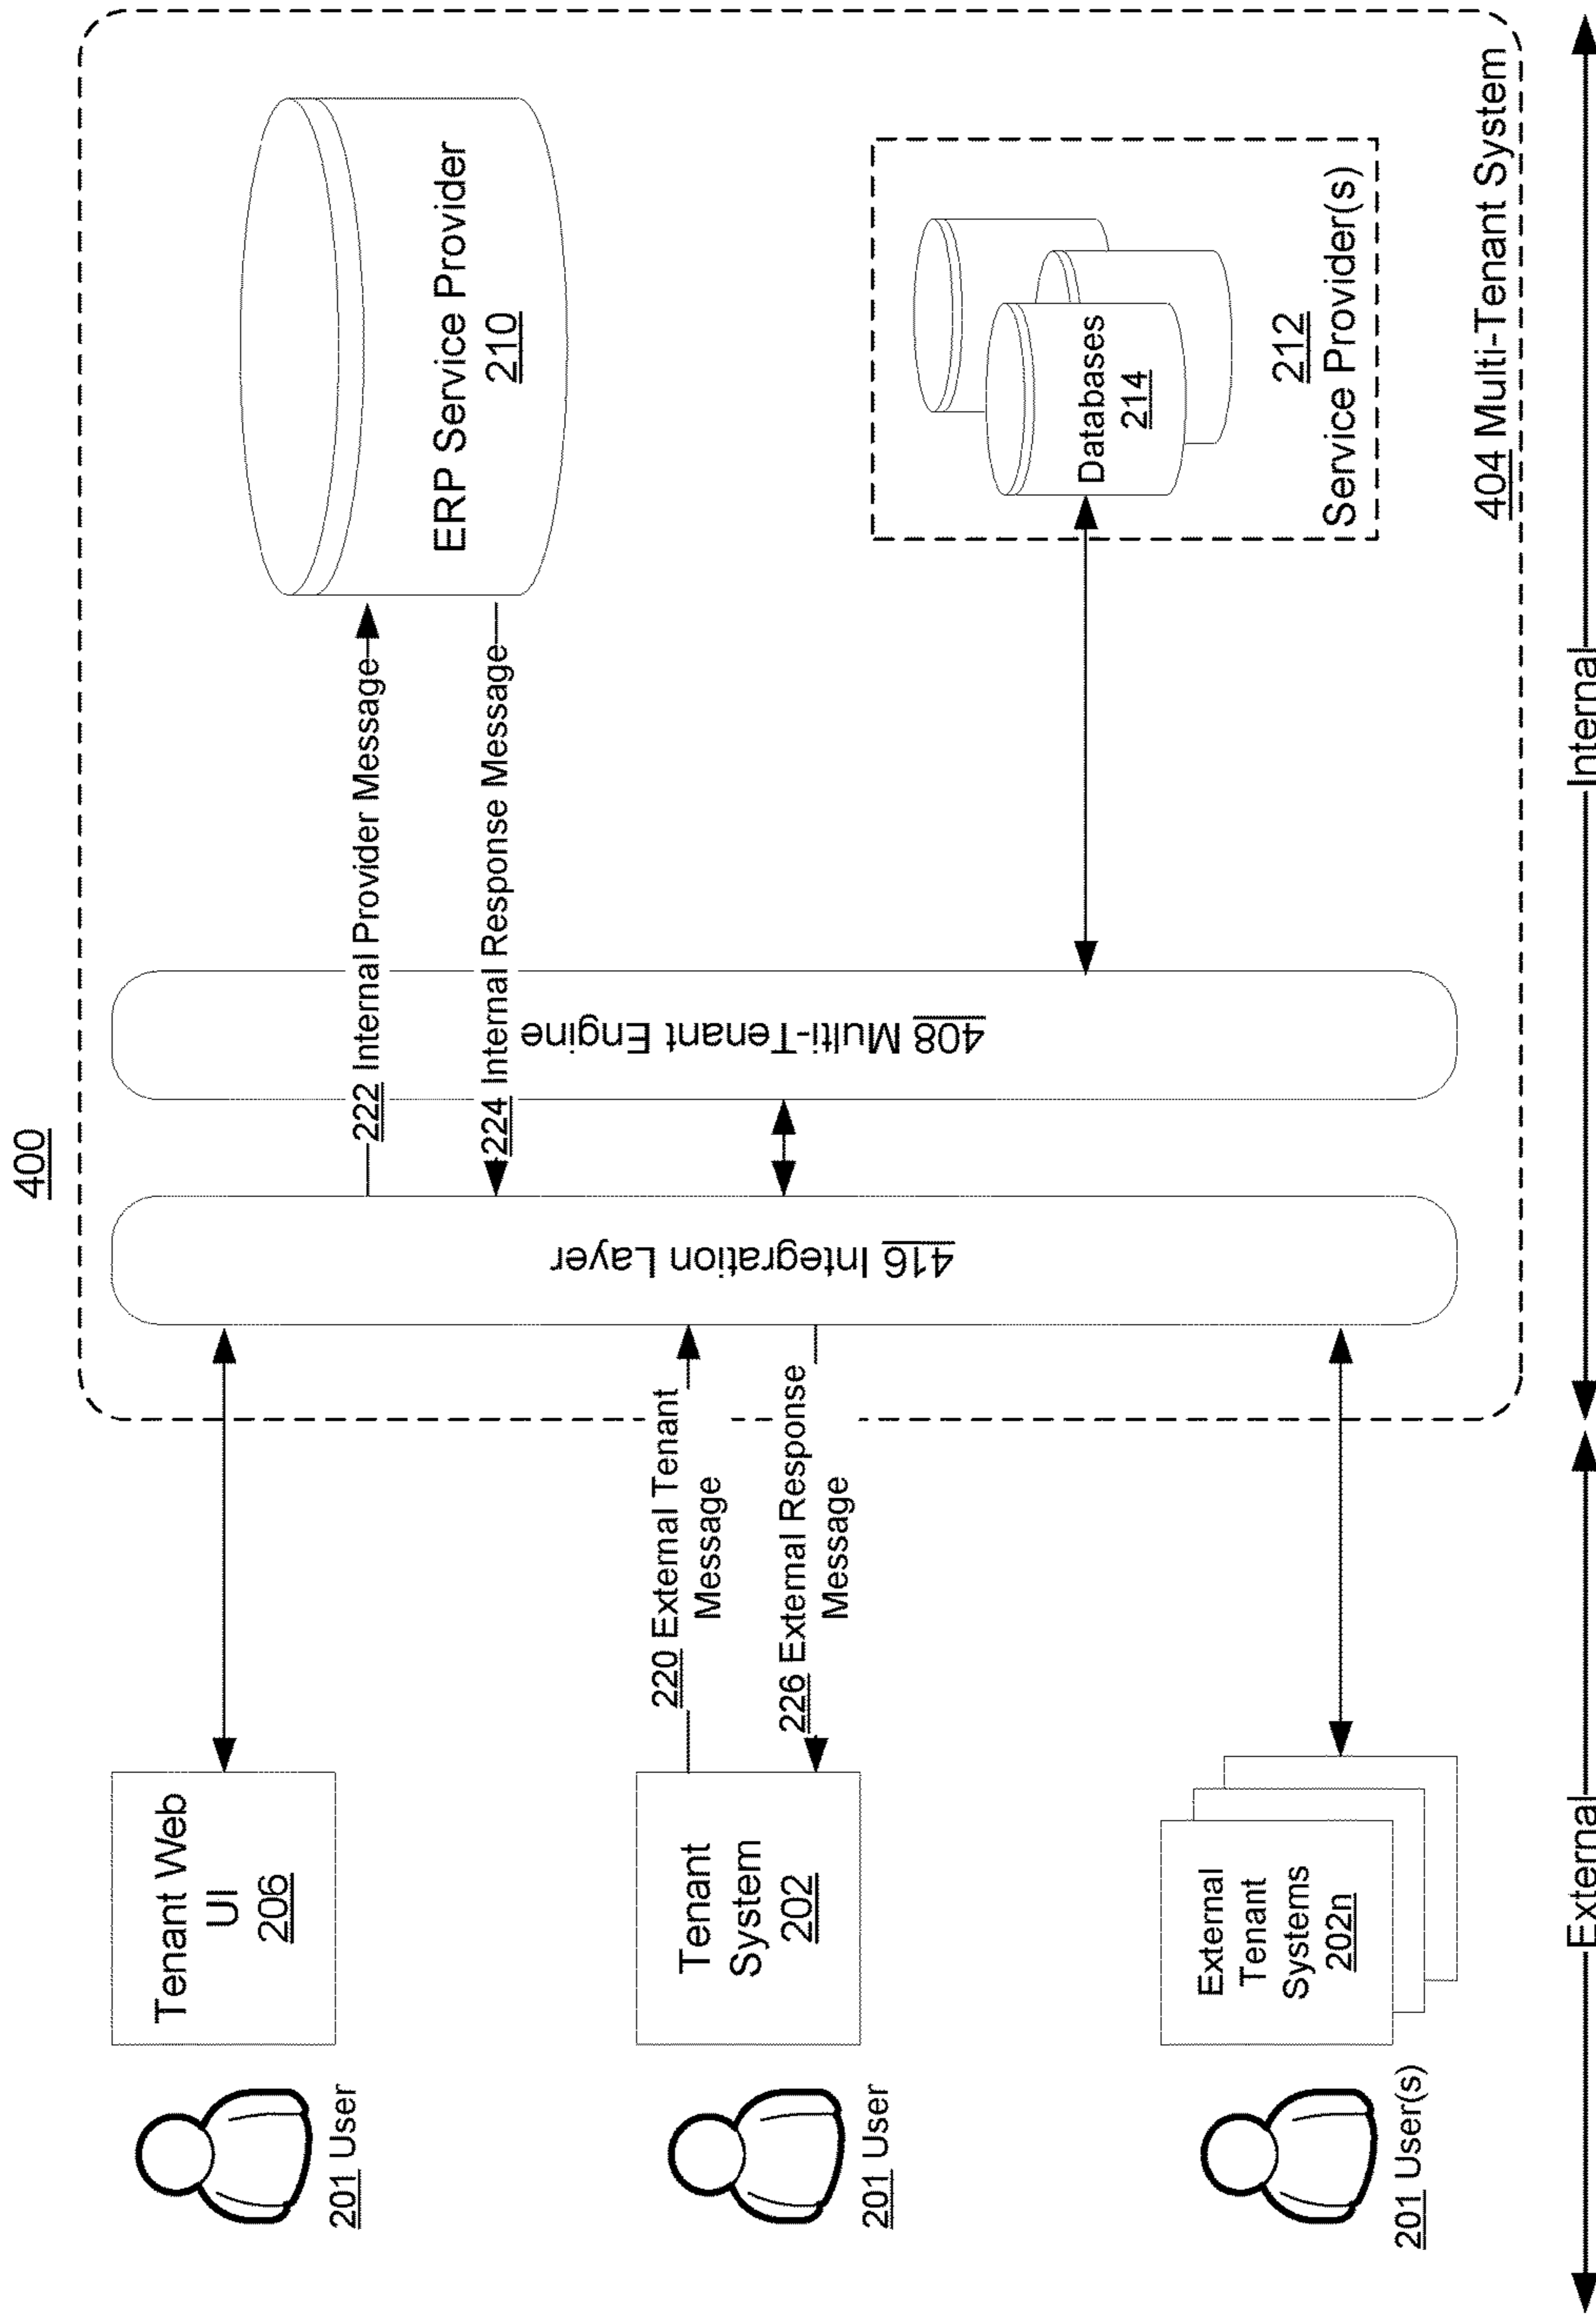 400
Tenant Web
UI
206
201 User
Tenant
System
202
201 User
External
Tenant
Systems
202n
201 User(s)
220 External Tenant
Message
226 External Response
Message
416 Integration Layer
408 Multi-Tenant Engine
222 Internal Provider Message
224 Internal Response Message
ERP Service Provider
210
Databases
214
212
Service Provider(s)
404 Multi-Tenant System
External
Internal